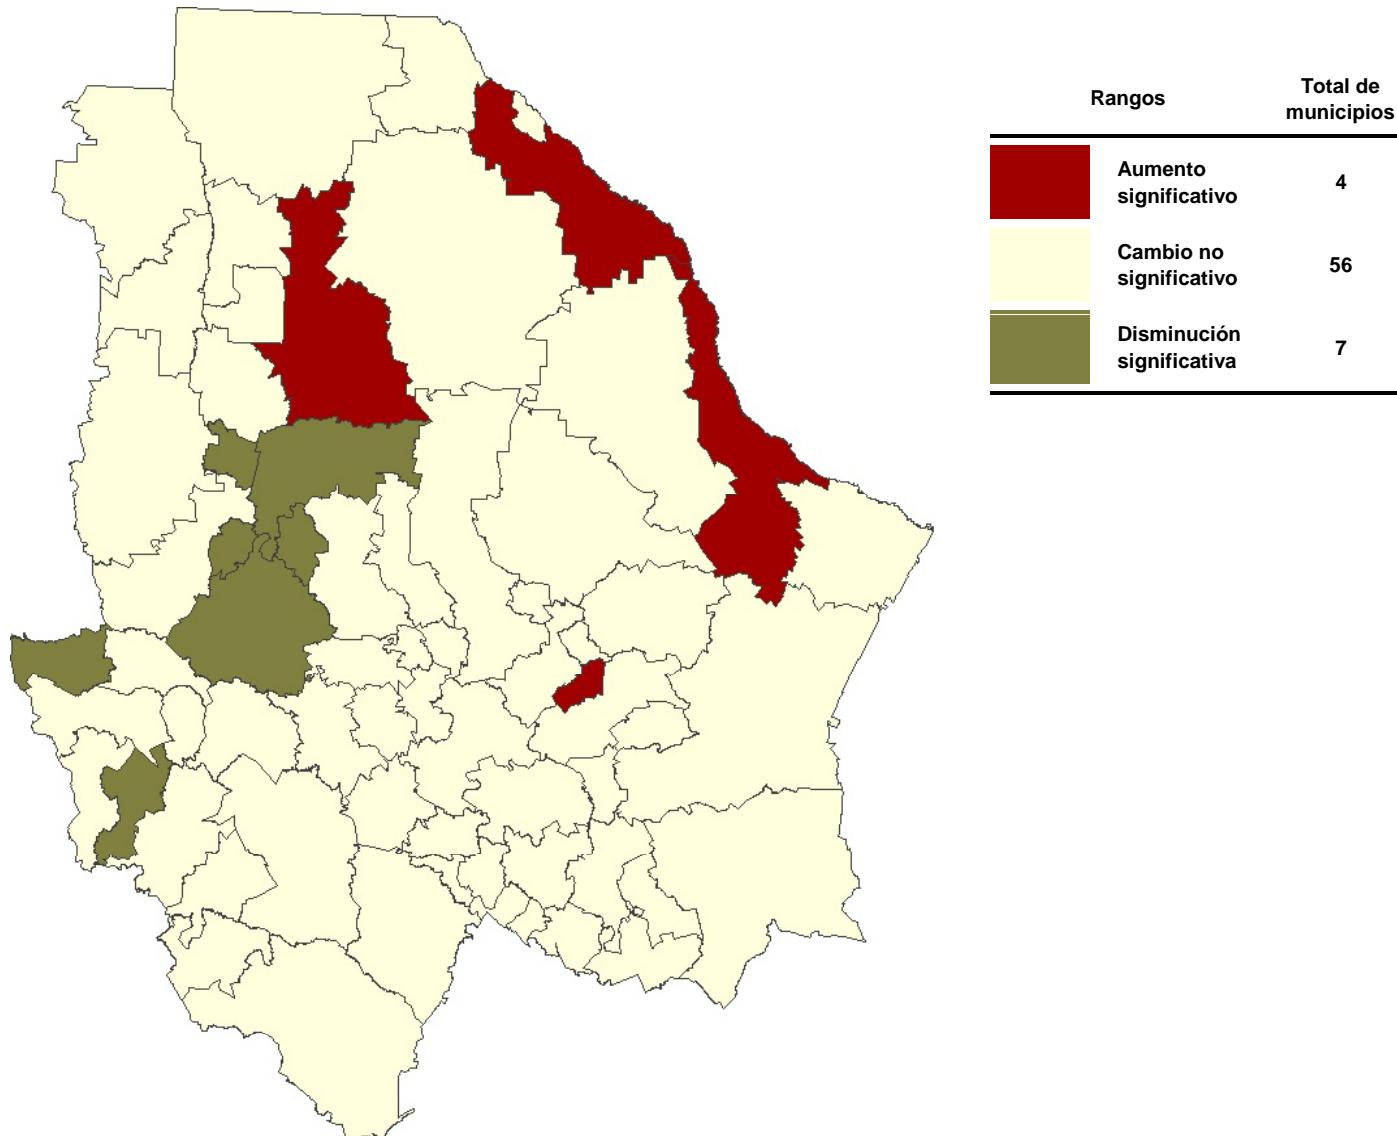 Rangos
Total de
municipios
Aumento
significativo
4
Cambio no
significativo
56
Disminución
significativa
7